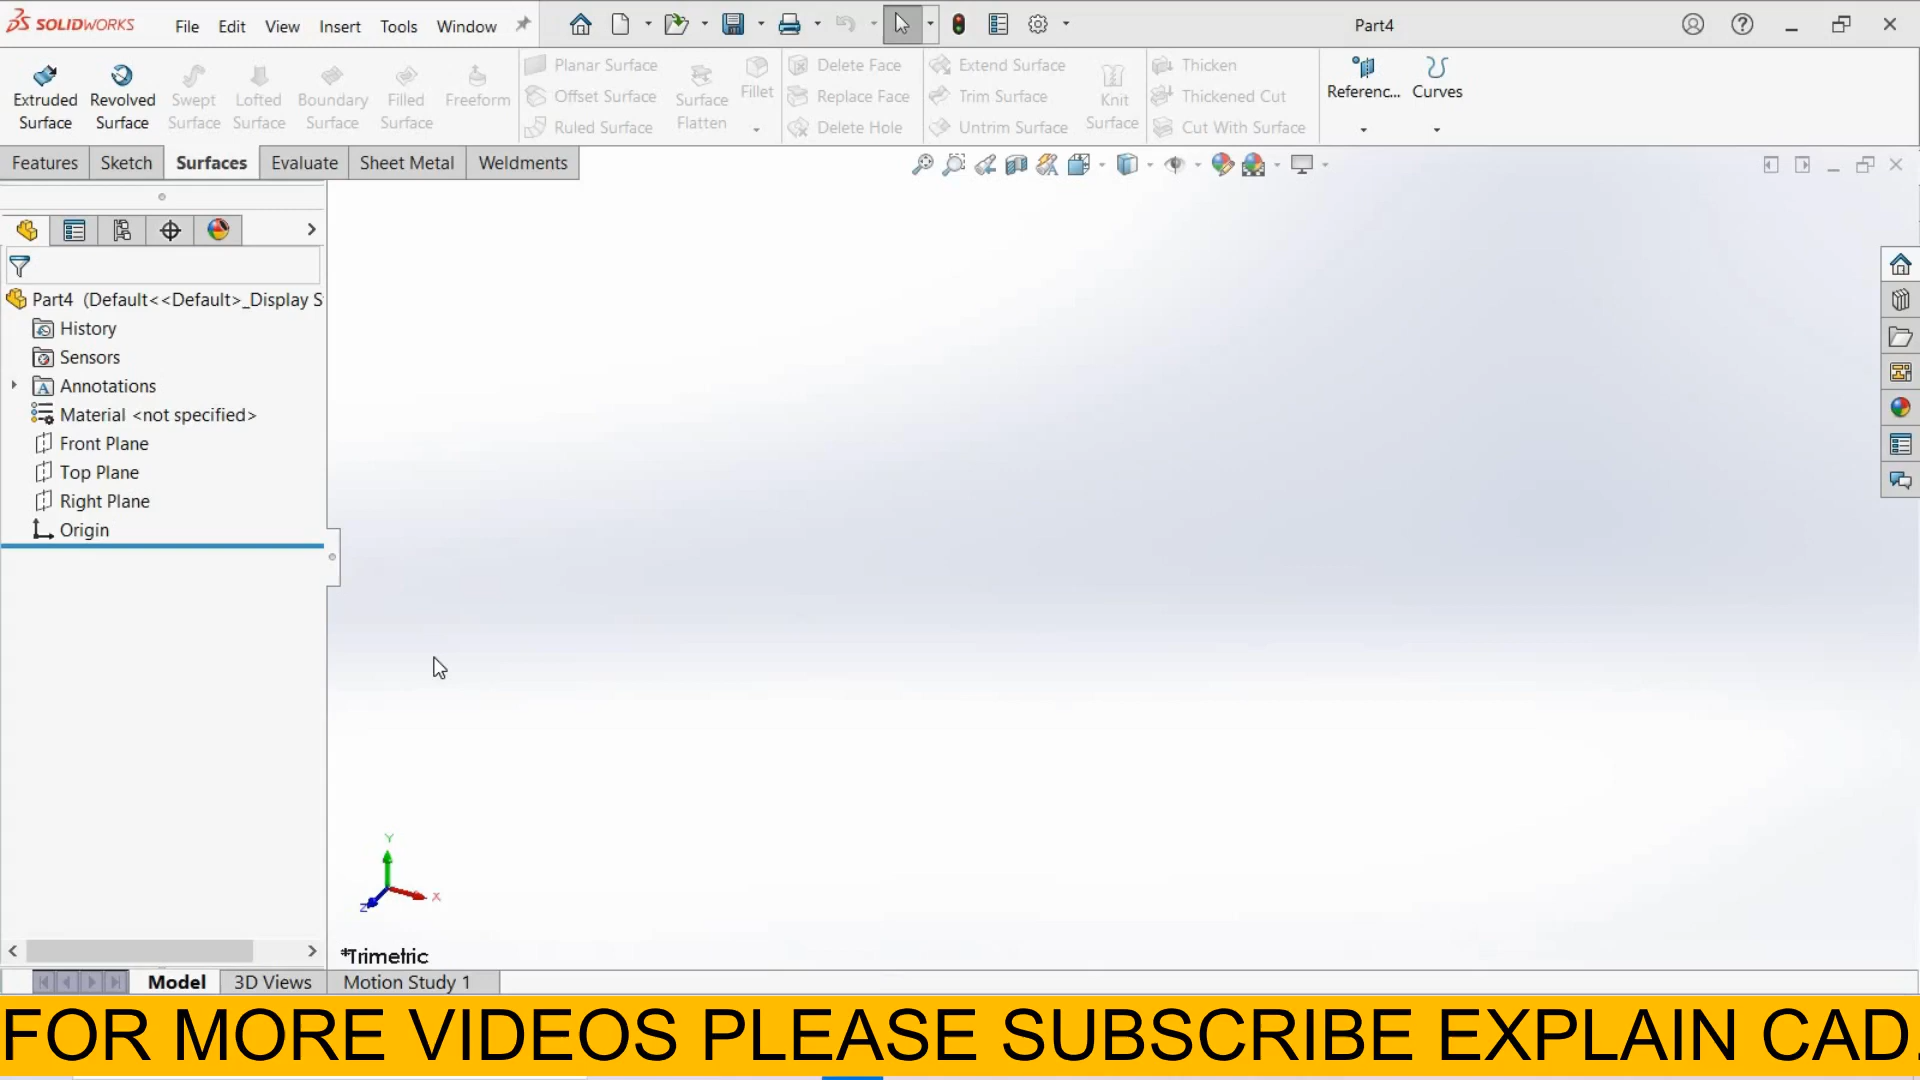 SOLIDWORKS File Edit View Insert Tools Window Part4
Extruded Surface
Revolved Surface
Swept Surface
Lofted Surface
Boundary Surface
Filled Surface
Freeform
Planar Surface
Offset Surface
Ruled Surface
Surface Flatten
Fillet
Delete Face
Replace Face
Delete Hole
Extend Surface
Trim Surface
Untrim Surface
Knit Surface
Thicken
Thickened Cut
Cut With Surface
Referenc...
Curves
Features Sketch Surfaces Evaluate Sheet Metal Weldments
Part4 (Default<<Default>_Display S
History
Sensors
Annotations
Material <not specified>
Front Plane
Top Plane
Right Plane
Origin
Y
X
Z
*Trimetric
Model 3D Views Motion Study 1
FOR MORE VIDEOS PLEASE SUBSCRIBE EXPLAIN CAD.